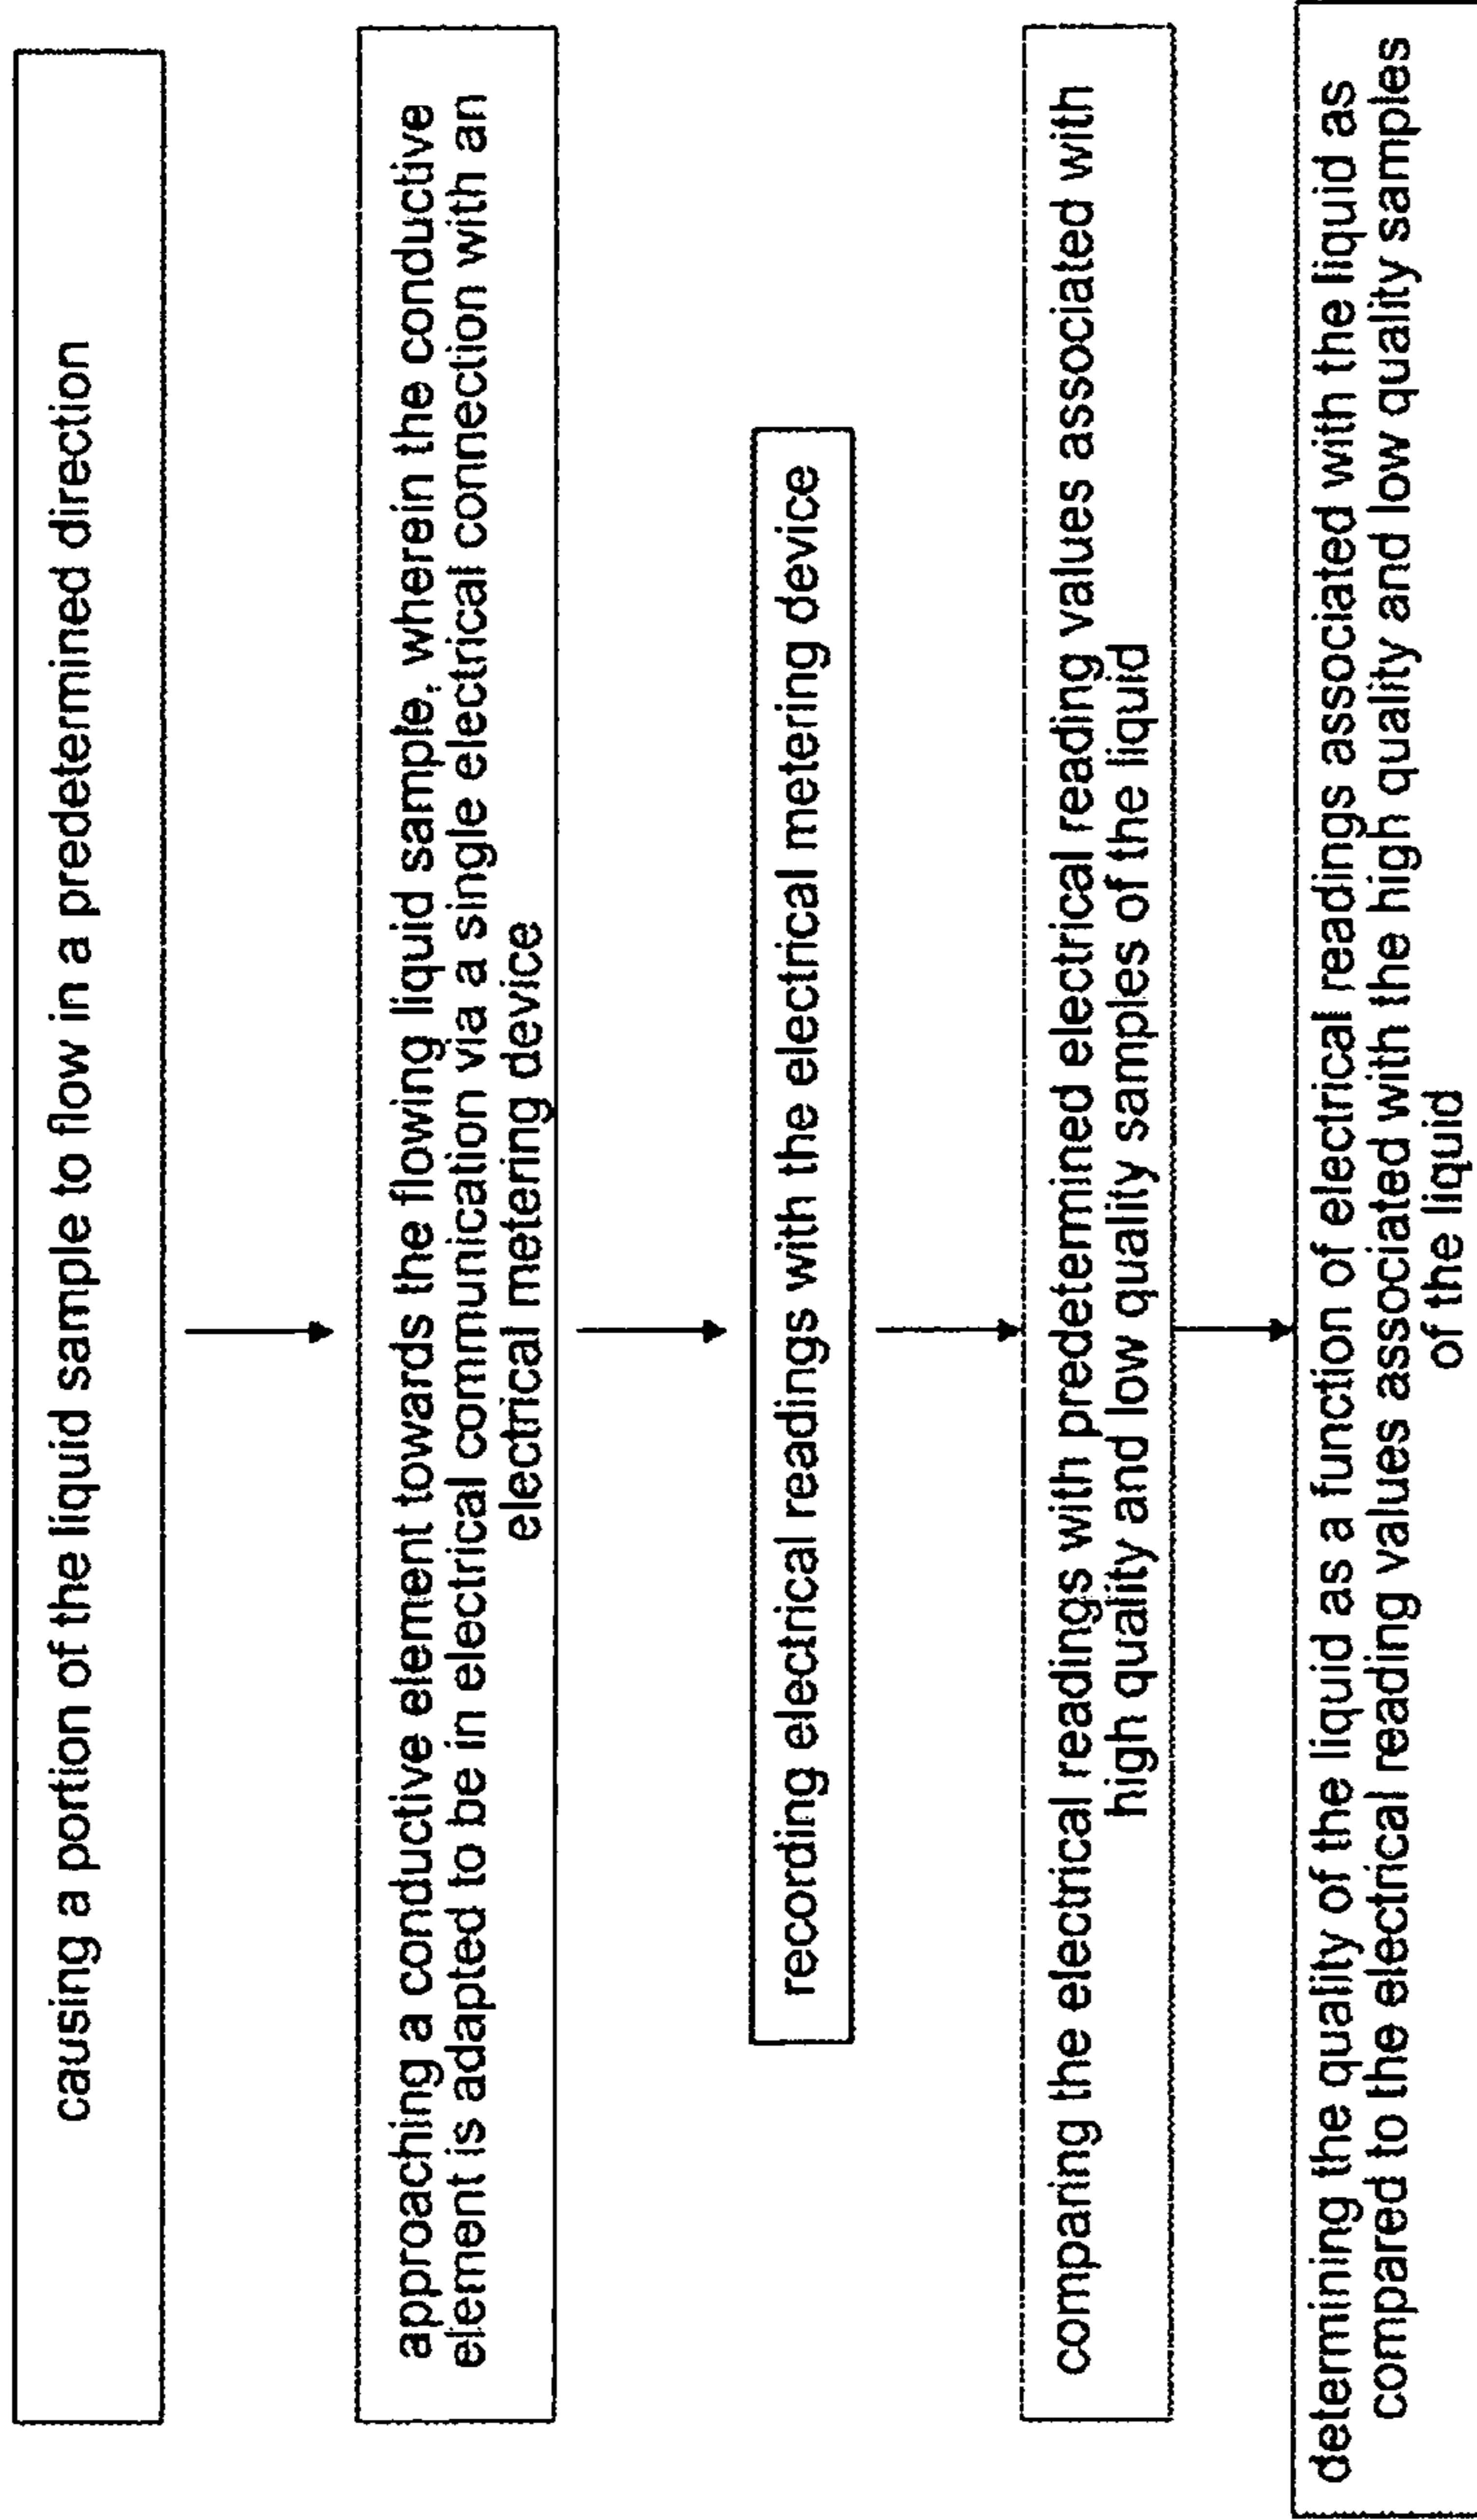 causing a portion of the liquid sample to flow in a predetermined direction
approaching a conductive element towards the flowing liquid sample, wherein the conductive
element is adapted to be in electrical communication via a single electrical connection with an
electrical metering device
recording electrical readings with the electrical metering device
comparing the electrical readings with predetermined electrical reading values associated with
high quality and low quality samples of the liquid
determining the quality of the liquid as a function of electrical readings associated with the liquid as
compared to the electrical reading values associated with the high quality and low quality samples
of the liquid